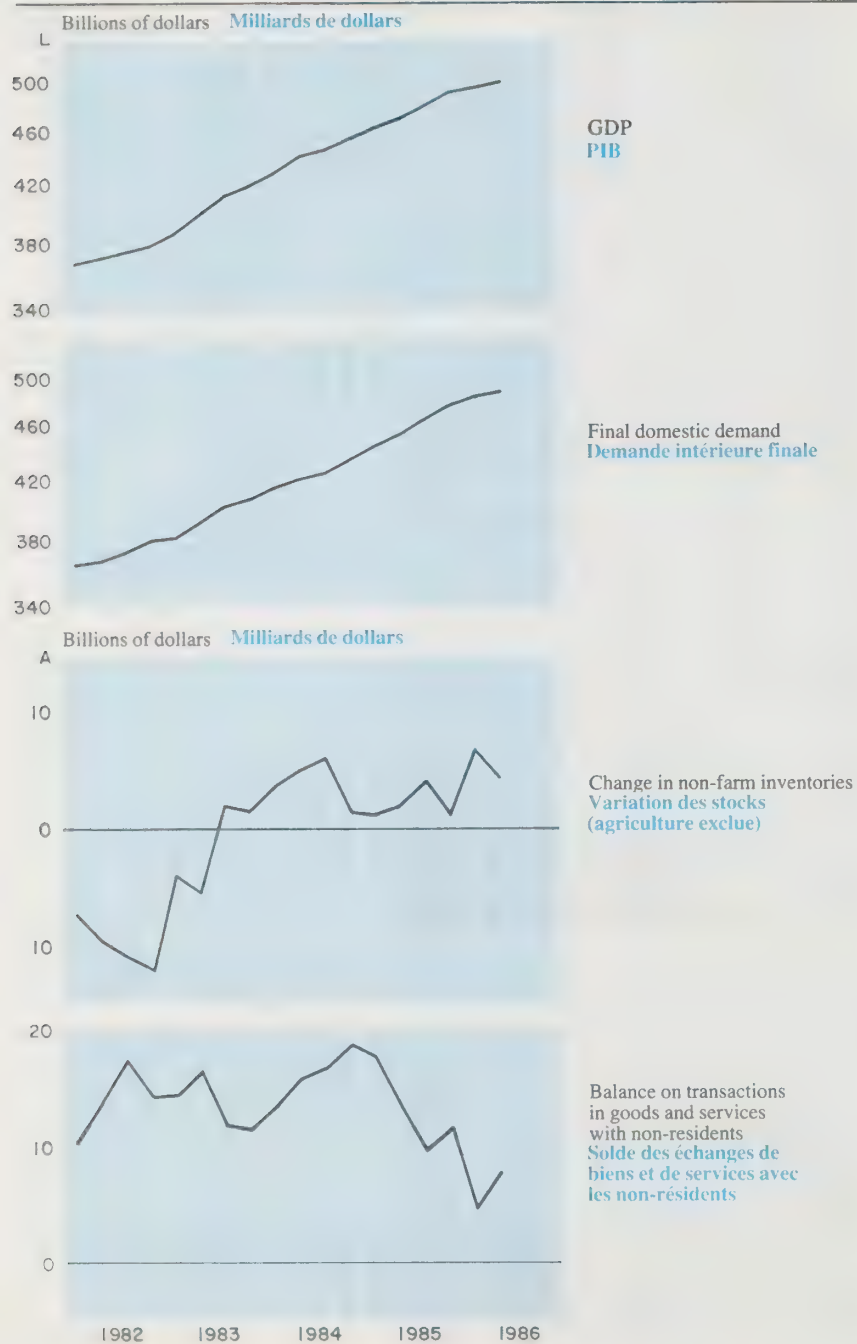 Billions of dollars Milliards de dollars
L
500
460
420
380
340
GDP
PIB
500
460
420
380
340
Final domestic demand
Demande intérieure finale
Billions of dollars Milliards de dollars
A
10
0
10
Change in non-farm inventories
Variation des stocks
(agriculture exclue)
20
10
0
Balance on transactions
in goods and services
with non-residents
Solde des échanges de
biens et de services avec
les non-résidents
1982 1983 1984 1985 1986